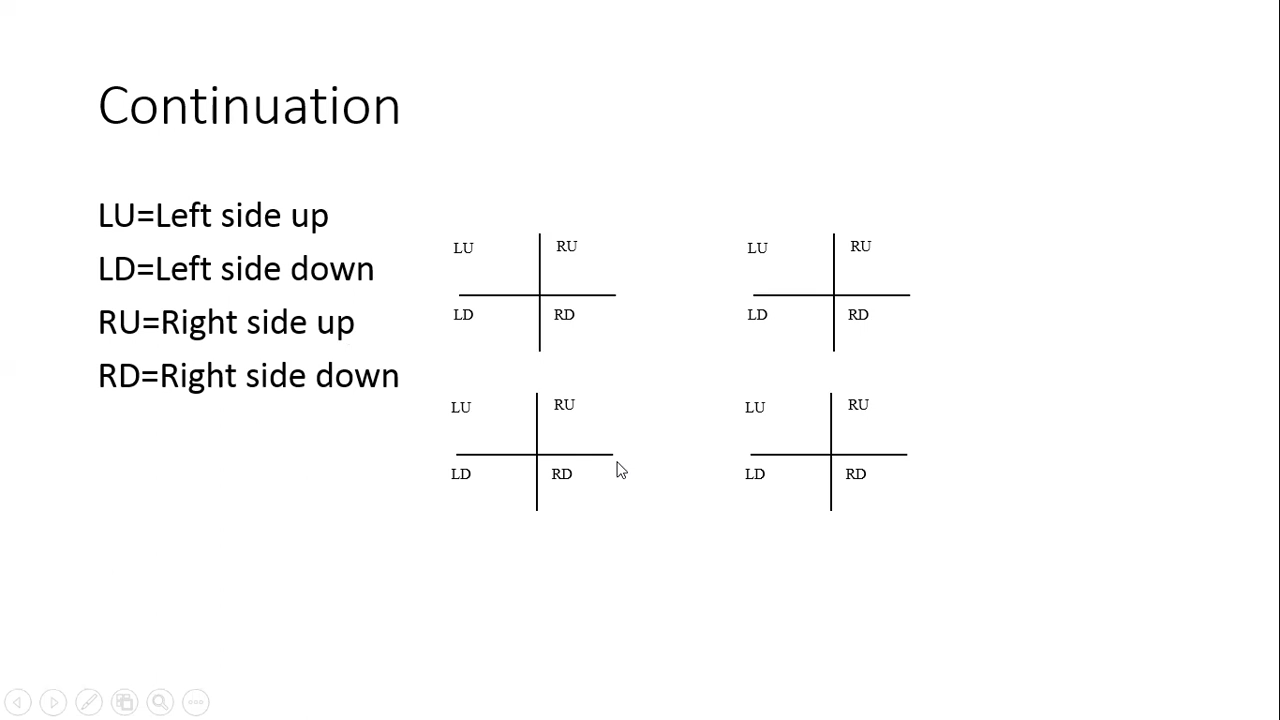 Continuation
LU=Left side up
LD=Left side down
RU=Right side up
RD=Right side down
LU RU
LD RD
LU RU
LD RD
LU RU
LD RD
LU RU
LD RD